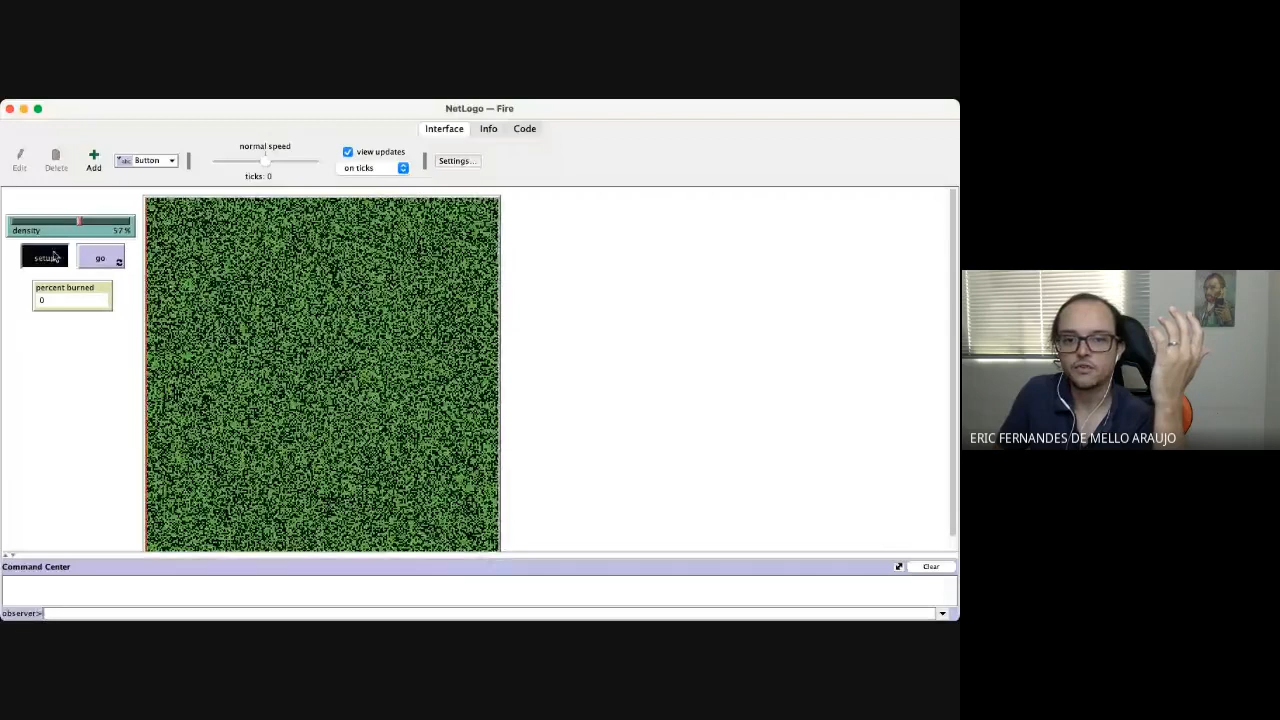 NetLogo — Fire
Interface Info Code
Edit Delete Add Button
normal speed
ticks: 0
view updates
on ticks
Settings...
density 57 %
setup go
percent burned
0
Command Center Clear
observer>
ERIC FERNANDES DE MELLO ARAUJO